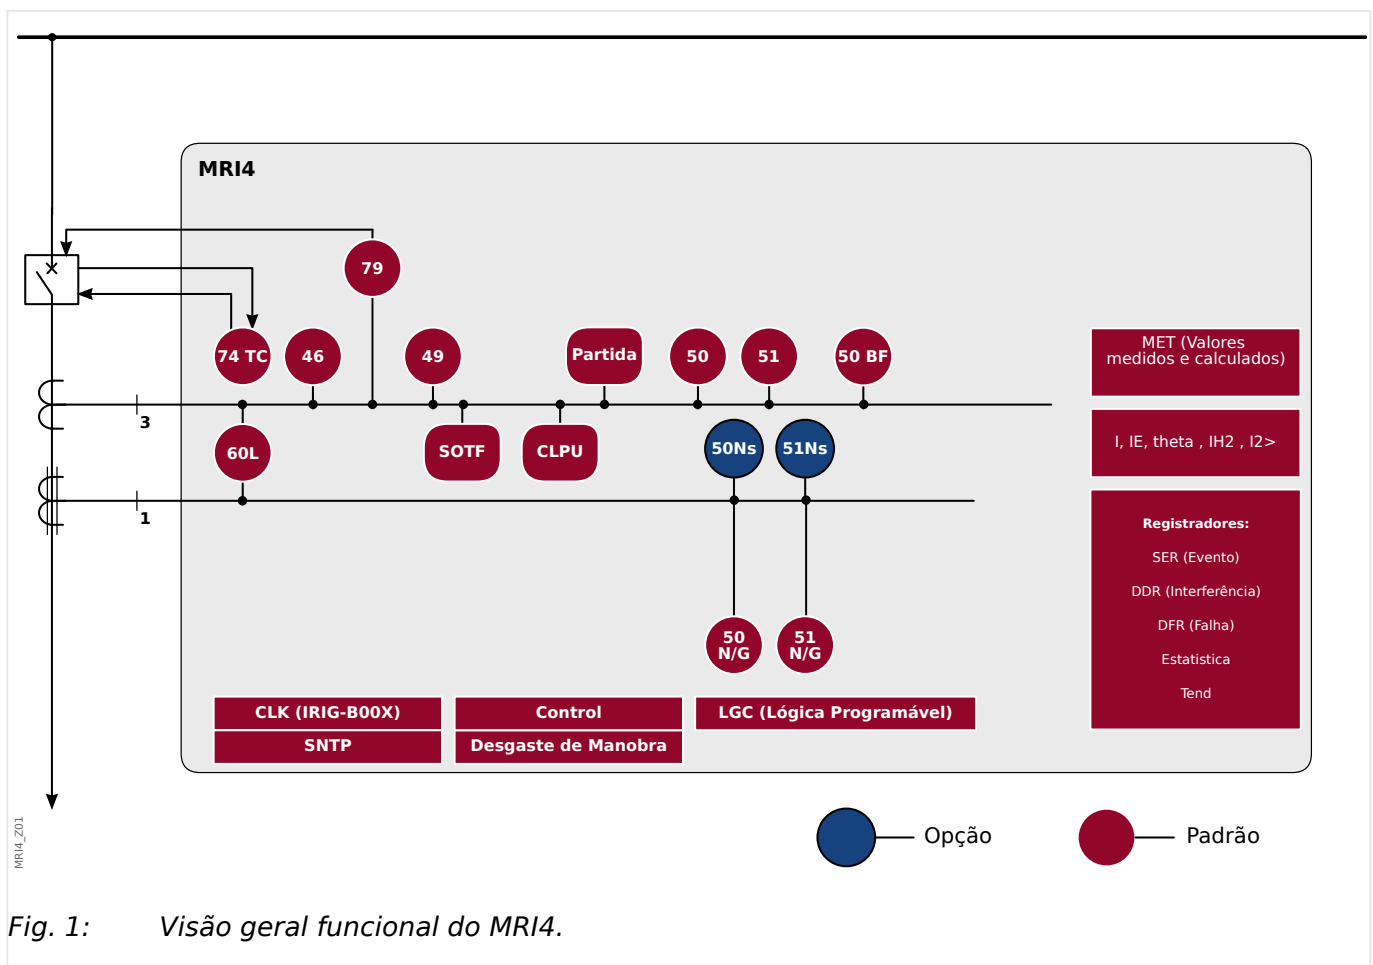 MRI4
79
74 TC
46
49
Partida
50
51
50 BF
MET (Valores
medidos e calculados)
3
60L
SOTF
CLPU
50Ns
51Ns
I, IE, theta , IH2 , I2>
1
Registradores:
SER (Evento)
DDR (Interferência)
DFR (Falha)
Estatistica
Tend
50
N/G
51
N/G
CLK (IRIG-B00X)
Control
LGC (Lógica Programável)
SNTP
Desgaste de Manobra
MRI4_Z01
Opção
Padrão
Fig. 1: Visão geral funcional do MRI4.